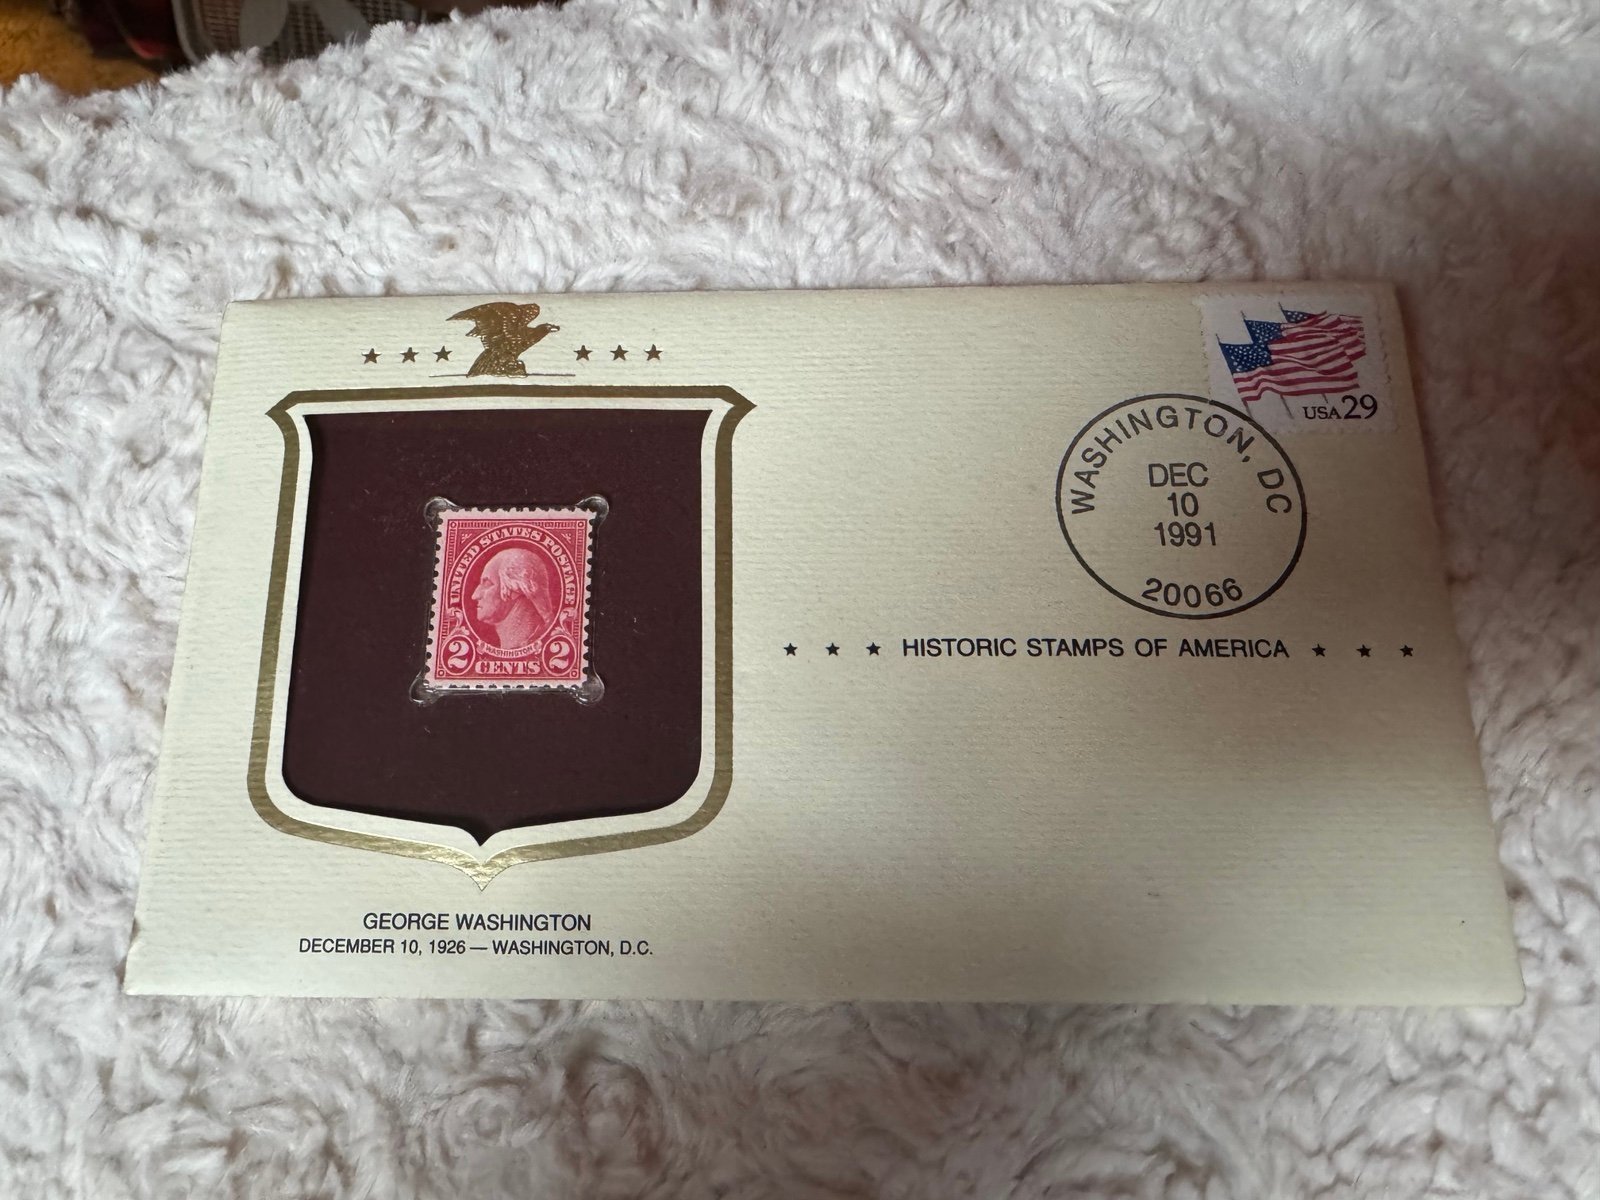 USA 29
WASHINGTON, DC
DEC
10
1991
20066
UNITED STATES POSTAGE
WASHINGTON
2 CENTS 2
★ ★ ★ HISTORIC STAMPS OF AMERICA ★ ★ ★
GEORGE WASHINGTON
DECEMBER 10, 1926 — WASHINGTON, D.C.